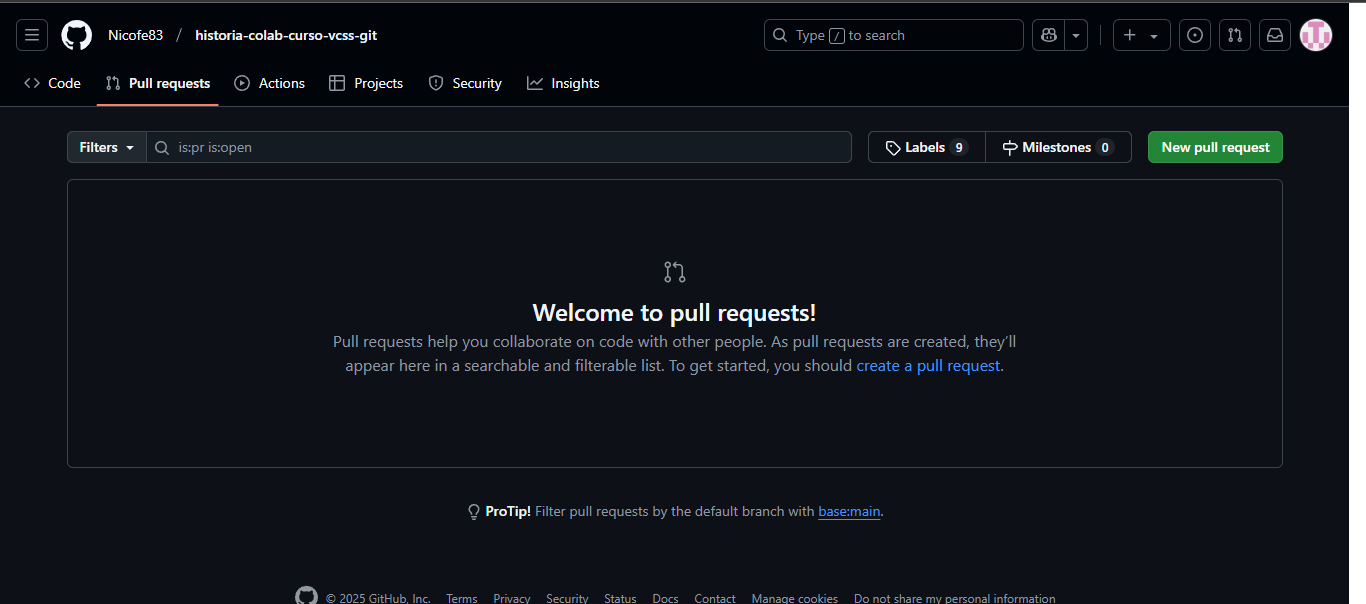 Nicofe83 / historia-colab-curso-vcss-git
Type / to search
Code
Pull requests
Actions
Projects
Security
Insights
Filters
is:pr is:open
Labels 9
Milestones 0
New pull request
Welcome to pull requests!
Pull requests help you collaborate on code with other people. As pull requests are created, they’ll
appear here in a searchable and filterable list. To get started, you should create a pull request.
ProTip! Filter pull requests by the default branch with base:main.
© 2025 GitHub, Inc.
Terms
Privacy
Security
Status
Docs
Contact
Manage cookies
Do not share my personal information